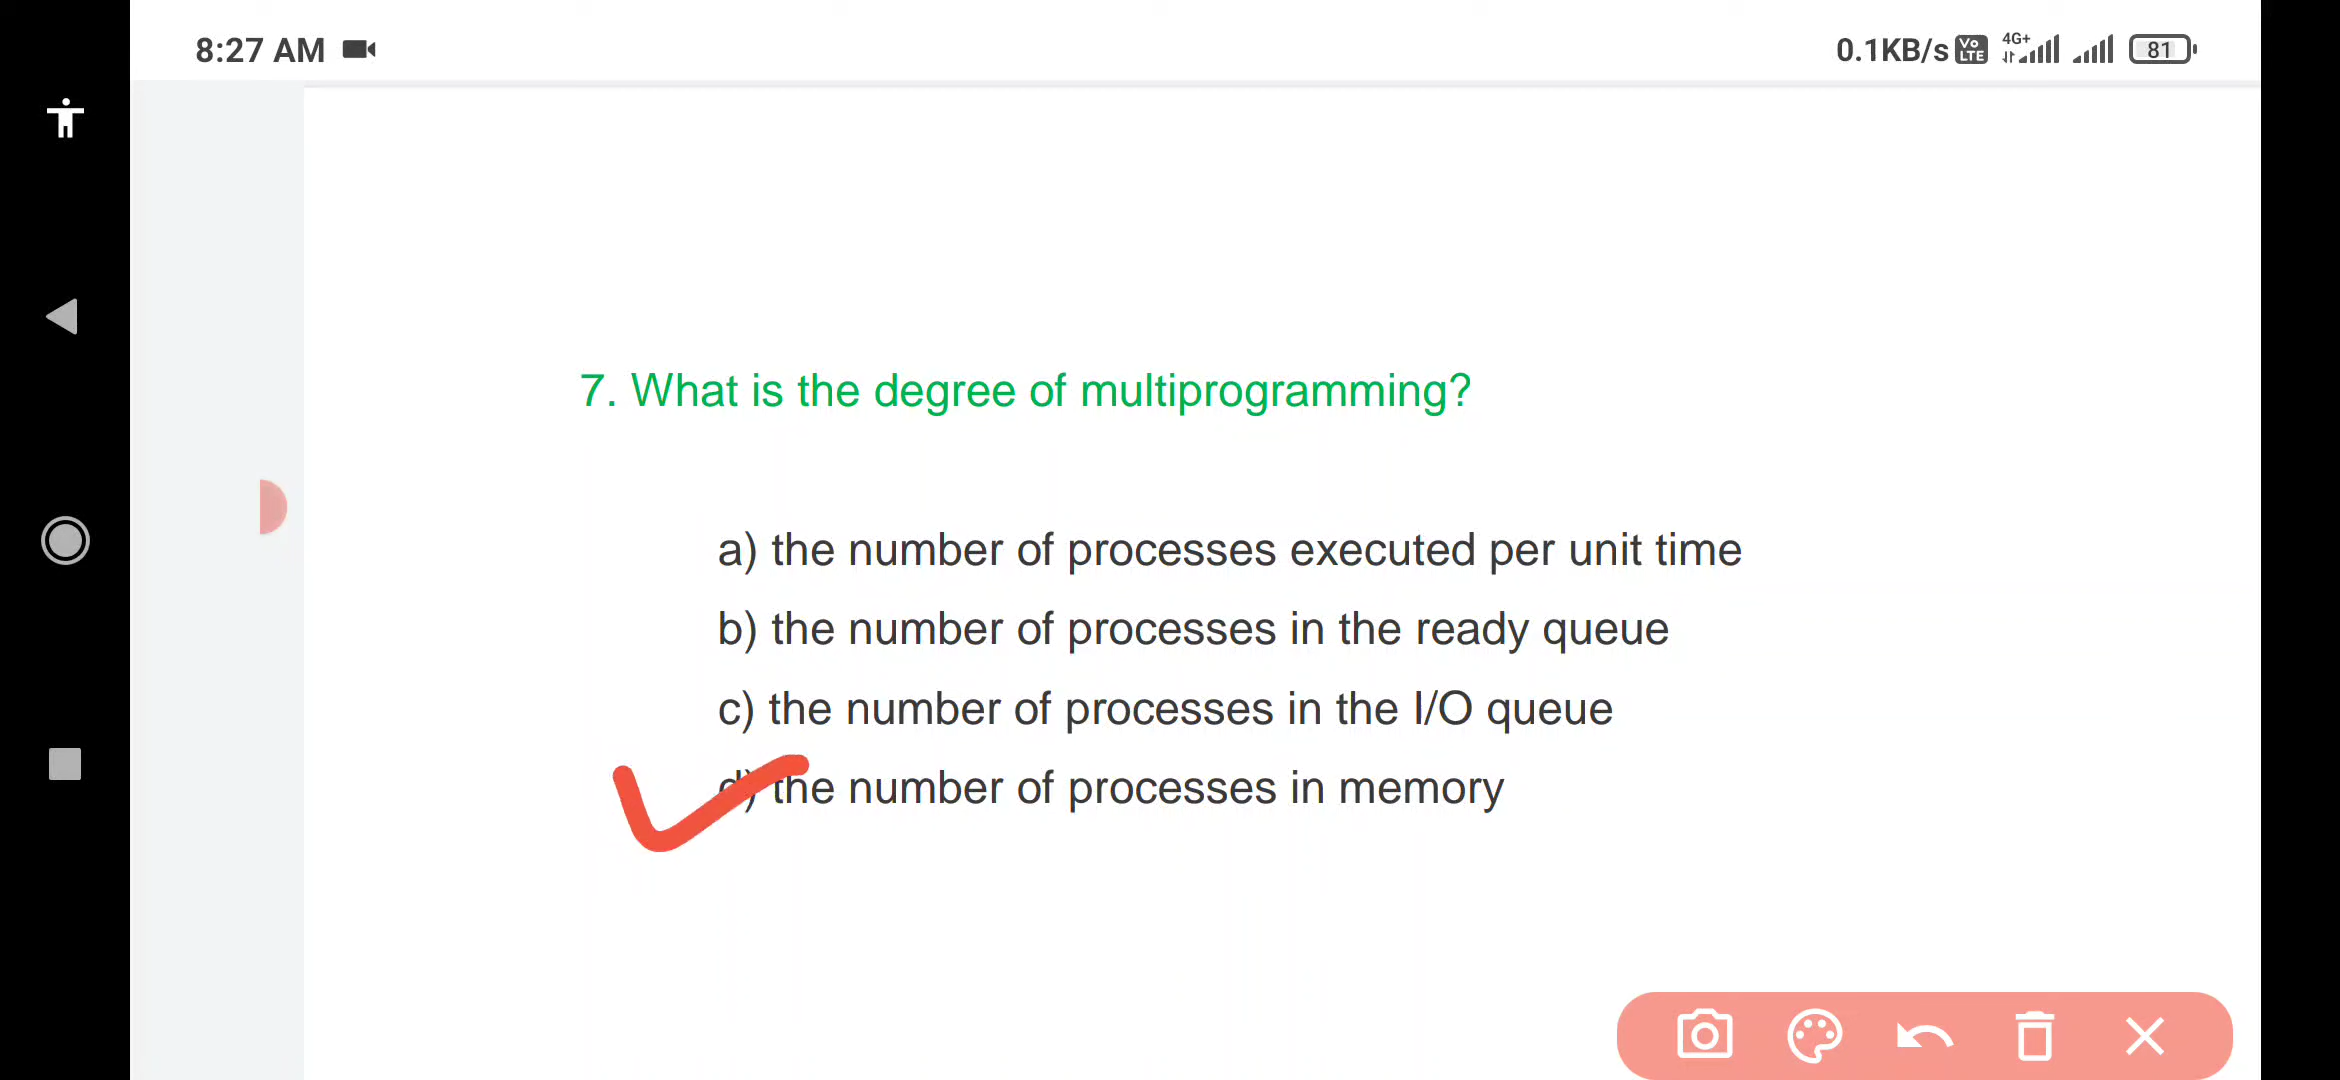 8:27 AM
0.1KB/s Vo LTE 4G+ 81
7. What is the degree of multiprogramming?
a) the number of processes executed per unit time
b) the number of processes in the ready queue
c) the number of processes in the I/O queue
d) the number of processes in memory